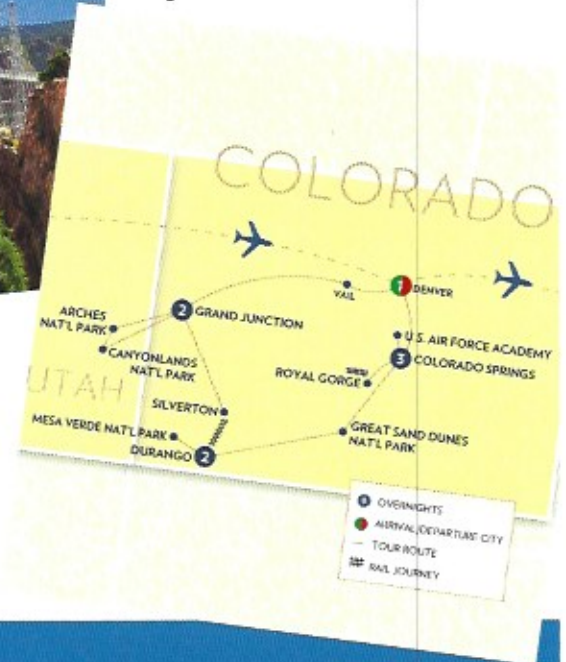 COLORADO
VAIL
1
DENVER
2
GRAND JUNCTION
ARCHES
NAT'L PARK
CANYONLANDS
NAT'L PARK
U.S. AIR FORCE ACADEMY
3
COLORADO SPRINGS
ROYAL GORGE
UTAH
SILVERTON
MESA VERDE NAT'L PARK
DURANGO
2
GREAT SAND DUNES
NAT'L PARK
OVERNIGHTS
ARRIVAL/DEPARTURE CITY
TOUR ROUTE
RAIL JOURNEY